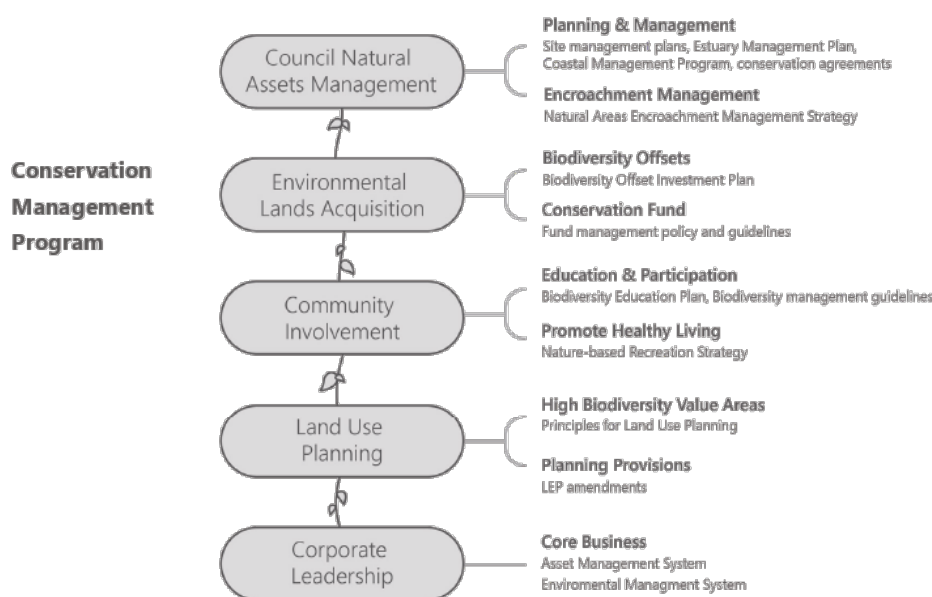 Conservation
Management
Program
Council Natural
Assets Management
Planning & Management
Site management plans, Estuary Management Plan,
Coastal Management Program, conservation agreements
Encroachment Management
Natural Areas Encroachment Management Strategy
Environmental
Lands Acquisition
Biodiversity Offsets
Biodiversity Offset Investment Plan
Conservation Fund
Fund management policy and guidelines
Community
Involvement
Education & Participation
Biodiversity Education Plan, Biodiversity management guidelines
Promote Healthy Living
Nature-based Recreation Strategy
Land Use
Planning
High Biodiversity Value Areas
Principles for Land Use Planning
Planning Provisions
LEP amendments
Corporate
Leadership
Core Business
Asset Management System
Enviromental Managment System